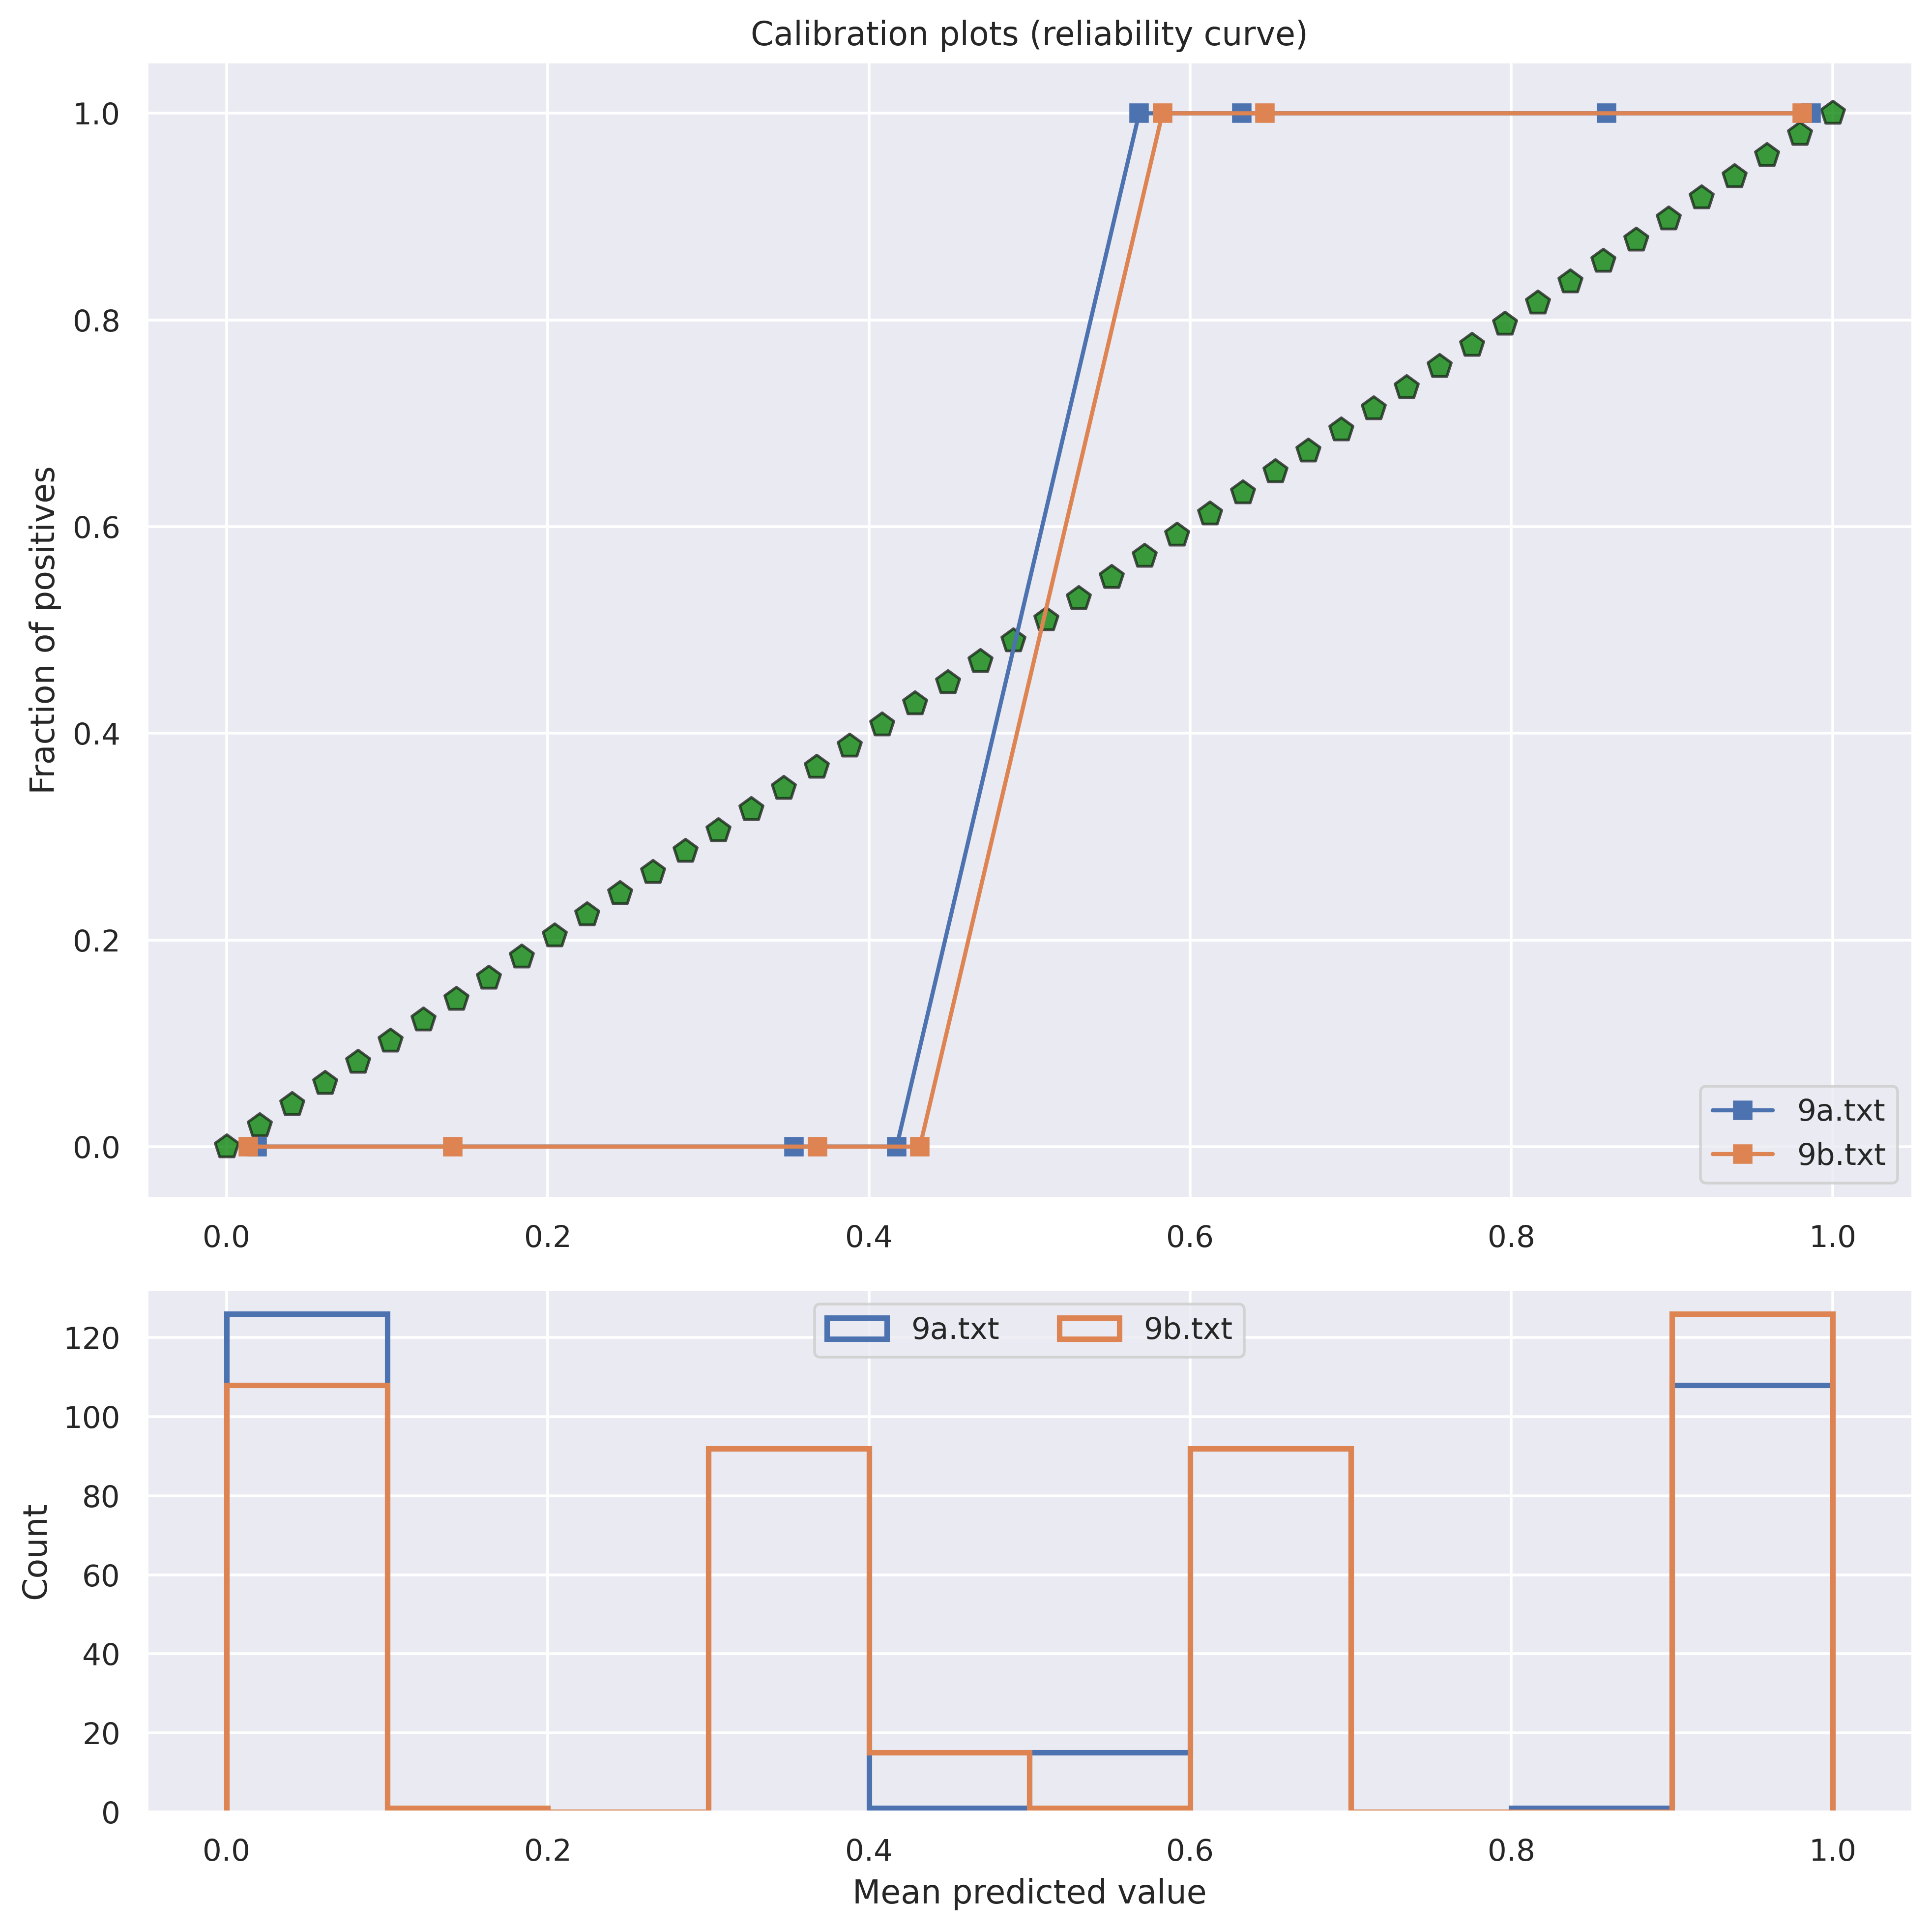 Calibration plots (reliability curve)
1.0
0.8
0.6
0.4
0.2
0.0
Fraction of positives
9a.txt
9b.txt
0.0 0.2 0.4 0.6 0.8 1.0
9a.txt 9b.txt
120
100
80
60
40
20
0
Count
0.0 0.2 0.4 0.6 0.8 1.0
Mean predicted value